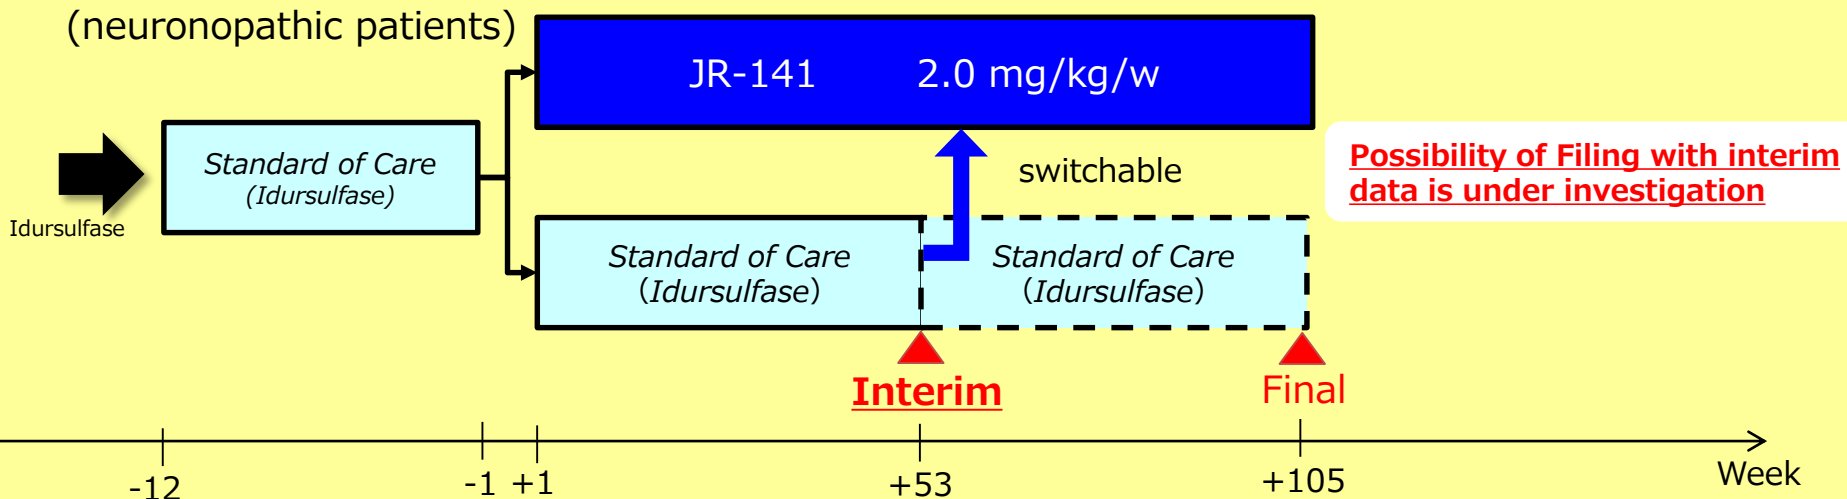 (neuronopathic patients)
JR-141 2.0 mg/kg/w
Standard of Care
(Idursulfase)
Idursulfase
switchable
Possibility of Filing with interim
data is under investigation
Standard of Care
(Idursulfase)
Standard of Care
(Idursulfase)
Interim
Final
-12
-1
+1
+53
+105
Week